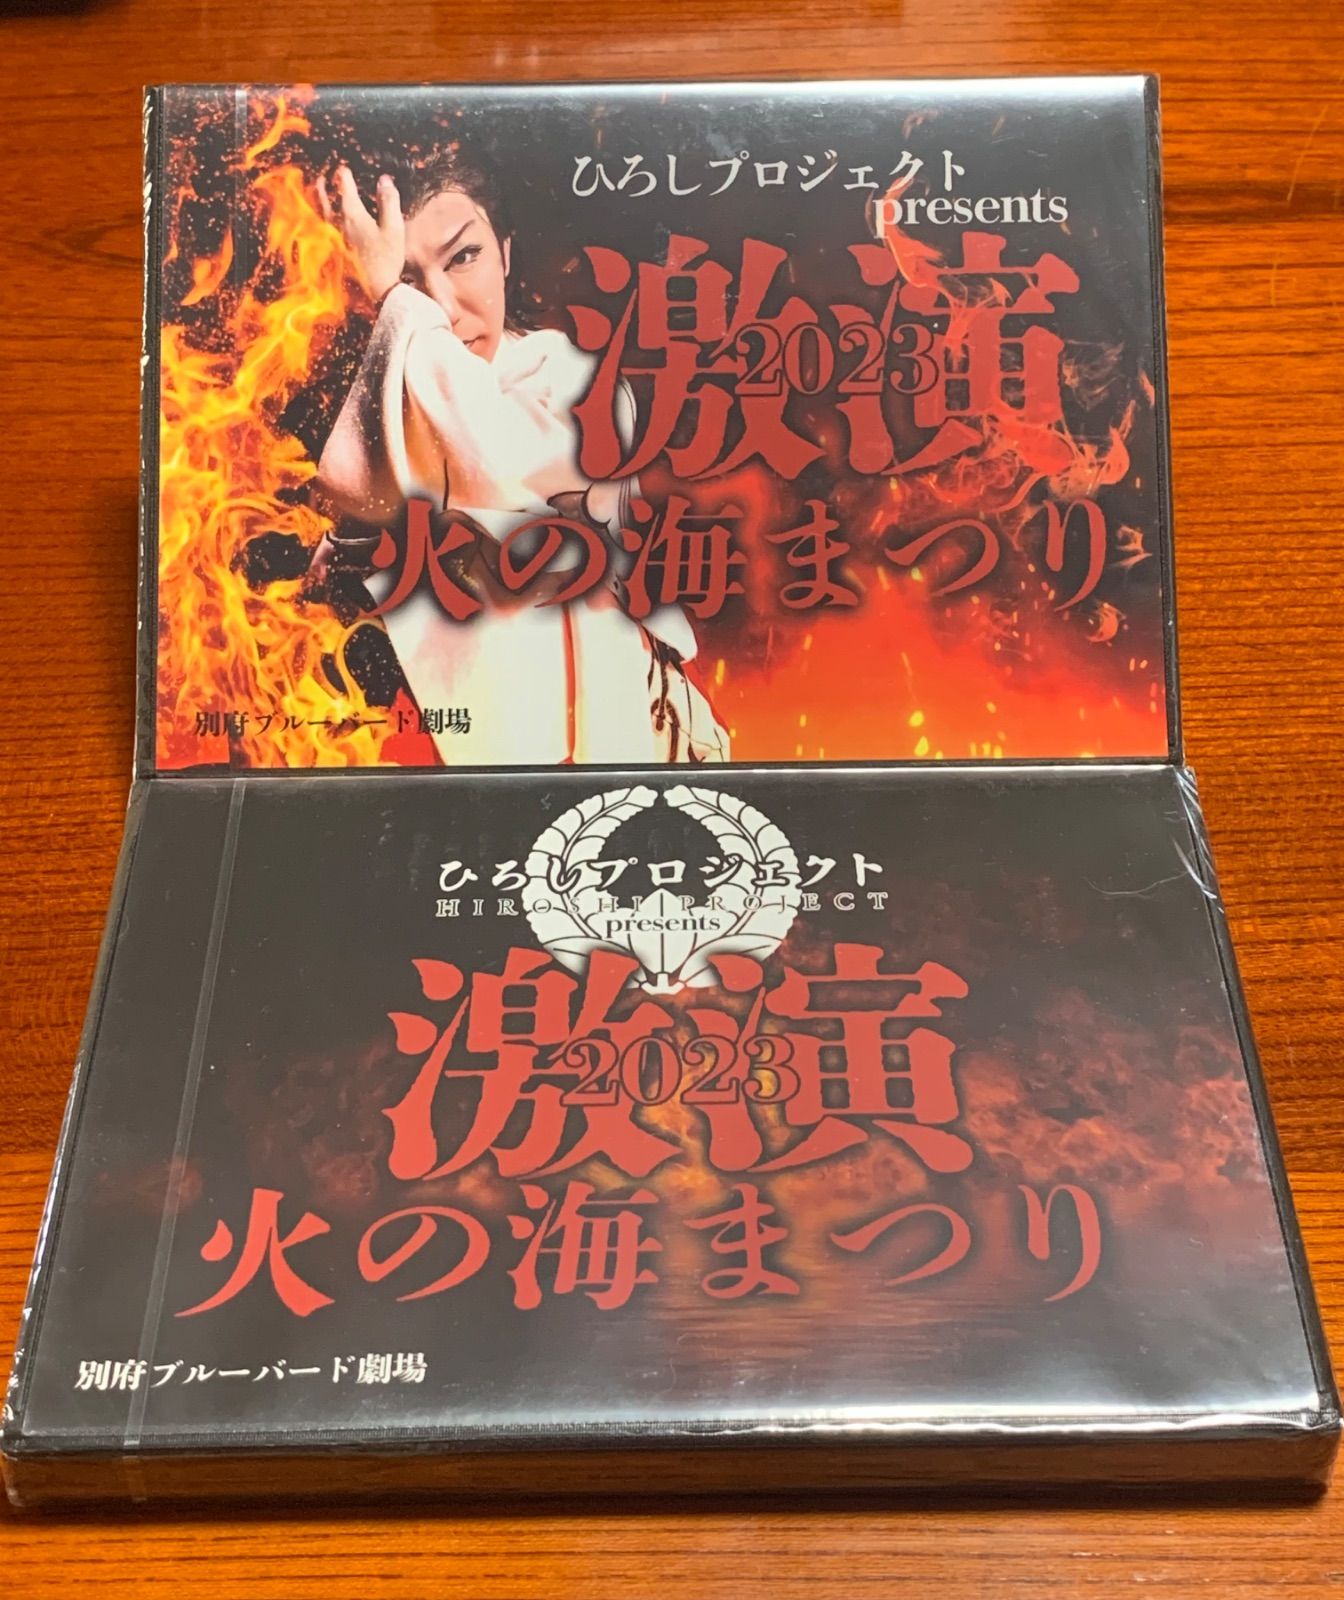 ひろしプロジェクト
presents
激演
2023
火の海まつり
別府ブルーバード劇場
ひろしプロジェクト
HIROSHI PROJECT
presents
激演
2023
火の海まつり
別府ブルーバード劇場